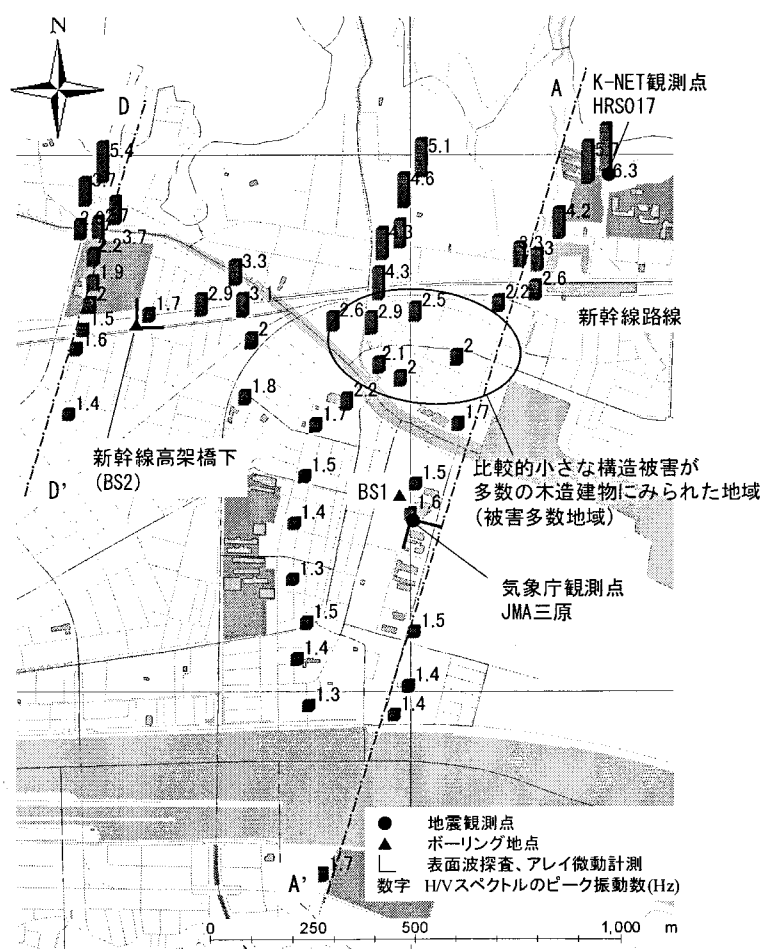 N
D
A
K-NET観測点
HRS017
5.4
5.1
5.7
6.3
3.7
4.6
4.2
2.2
3.7
3.3
4.3
1.9
2.9
3.1
2.6
2.9
2.5
2.2
2.6
2
1.7
1.5
1.6
2
新幹線路線
2.1
2
2
1.4
1.8
2.2
1.7
1.7
新幹線高架橋下
(BS2)
D'
比較的小さな構造被害が
多数の木造建物にみられた地域
(被害多数地域)
1.5
BS1
1.5
1.6
1.4
気象庁観測点
JMA三原
1.3
1.5
1.5
1.4
1.4
1.3
1.4
A'
地震観測点
ボーリング地点
表面波探査、アレイ微動計測
数字 H/Vスペクトルのピーク振動数(Hz)
0 250 500 1,000 m